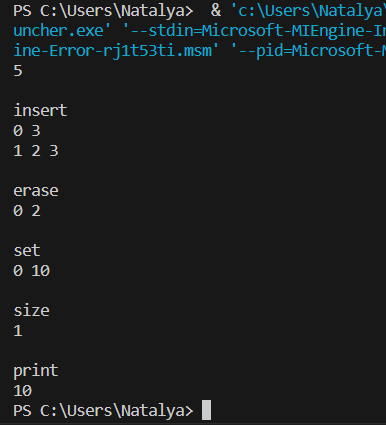 PS C:\Users\Natalya>  & 'c:\Users\Natalya\
uncher.exe' '--stdin=Microsoft-MIEngine-In
ine-Error-rj1t53ti.msm' '--pid=Microsoft-M
5
insert
0 3
1 2 3
erase
0 2
set
0 10
size
1
print
10
PS C:\Users\Natalya>